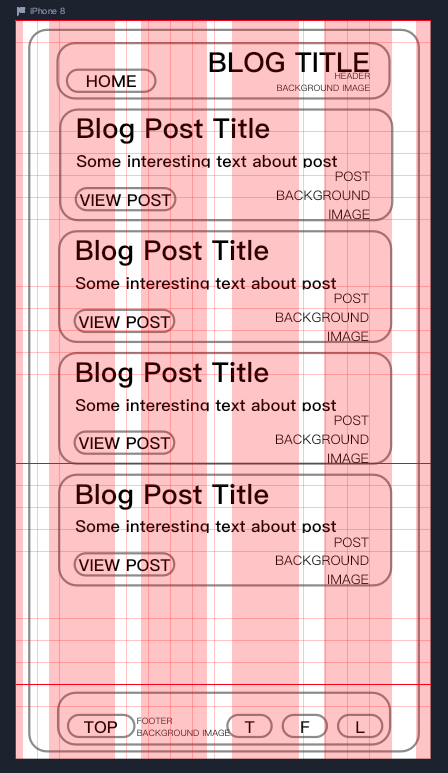 iPhone 8
BLOG TITLE
HEADER
HOME
BACKGROUND IMAGE
Blog Post Title
Some interesting text about post
POST
VIEW POST
BACKGROUND
IMAGE
Blog Post Title
Some interesting text about post
POST
VIEW POST
BACKGROUND
IMAGE
Blog Post Title
Some interesting text about post
POST
VIEW POST
BACKGROUND
IMAGE
Blog Post Title
Some interesting text about post
POST
VIEW POST
BACKGROUND
IMAGE
TOP
FOOTER
BACKGROUND IMAGE
T
F
L